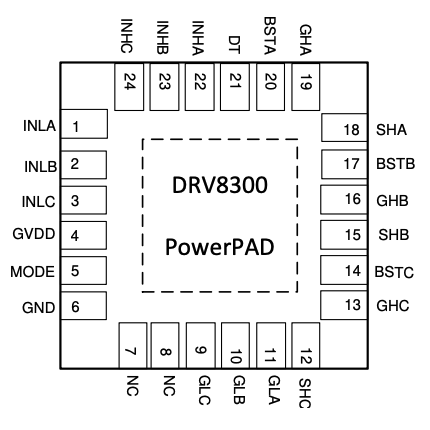 INHC
INHB
INHA
DT
BSTA
GHA
24
23
22
21
20
19
INLA 1
INLB 2
INLC 3
GVDD 4
MODE 5
GND 6
DRV8300
PowerPAD
18 SHA
17 BSTB
16 GHB
15 SHB
14 BSTC
13 GHC
7
8
9
10
11
12
NC
NC
GLC
GLB
GLA
SHC